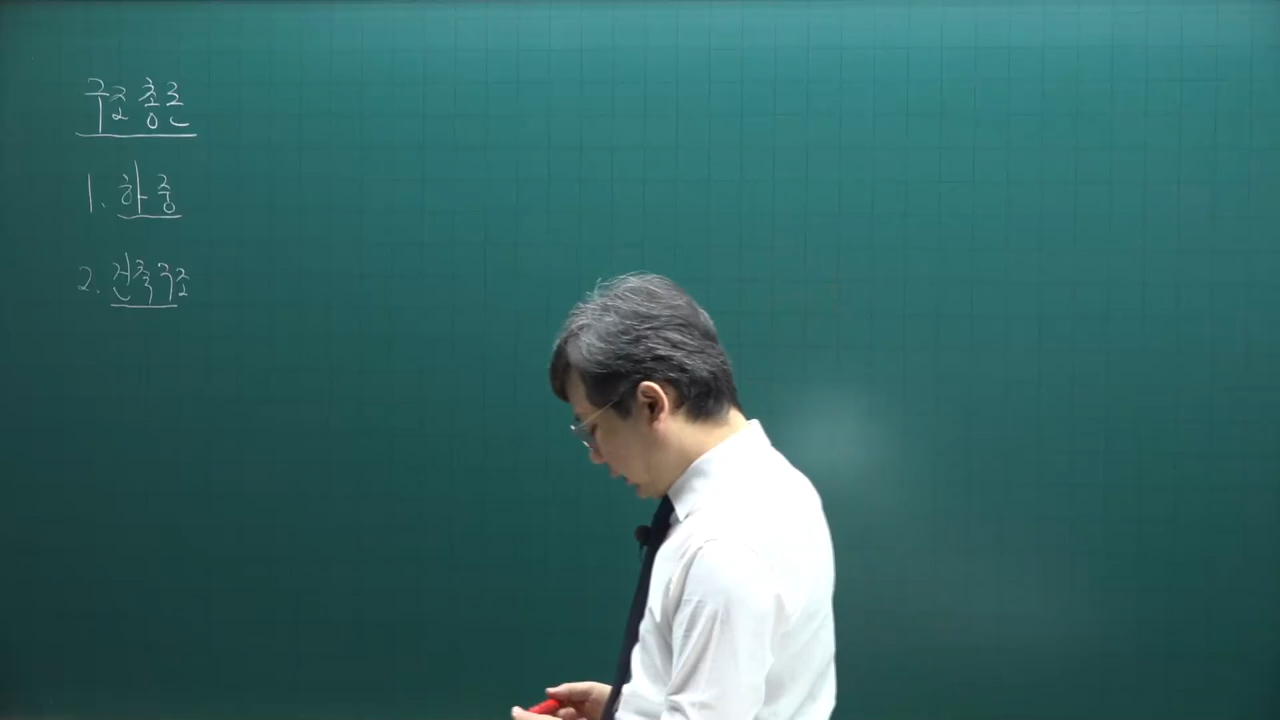 구조 총론
1. 하중
2. 건축구조